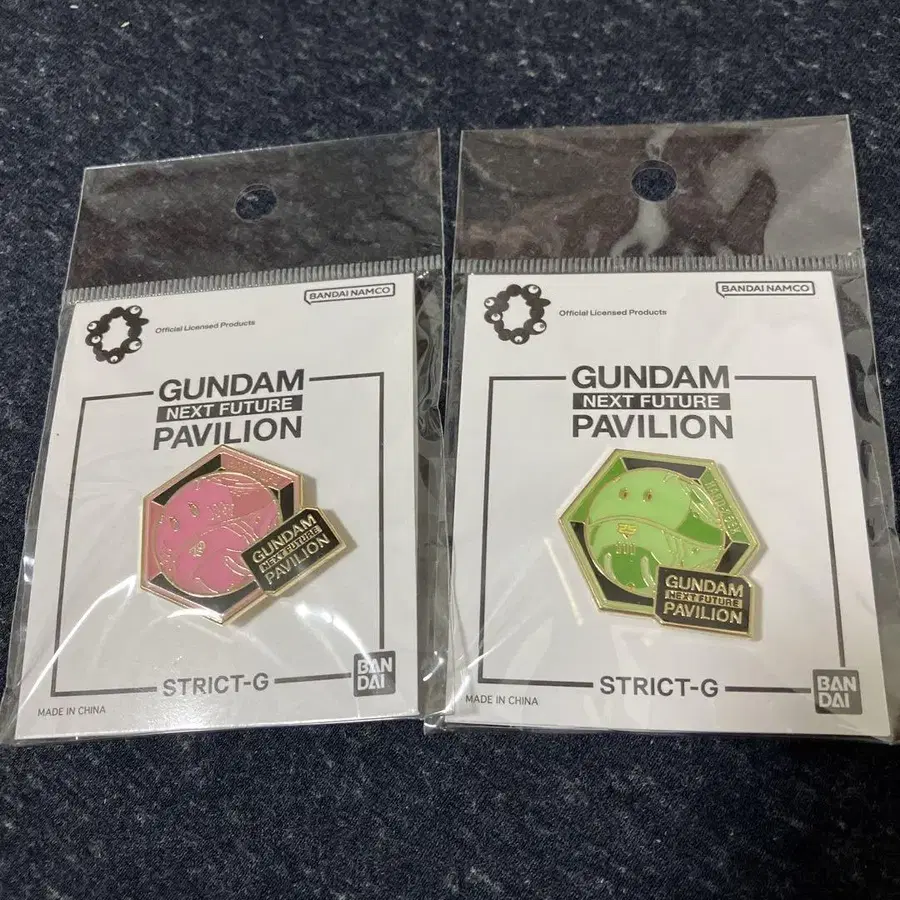 BANDAI NAMCO
Official Licensed Products
GUNDAM
NEXT FUTURE
PAVILION
GUNDAM
NEXT FUTURE
PAVILION
STRICT-G
BAN
DAI
MADE IN CHINA
BANDAI NAMCO
Official Licensed Products
GUNDAM
NEXT FUTURE
PAVILION
GUNDAM
NEXT FUTURE
PAVILION
STRICT-G
BAN
DAI
MADE IN CHINA